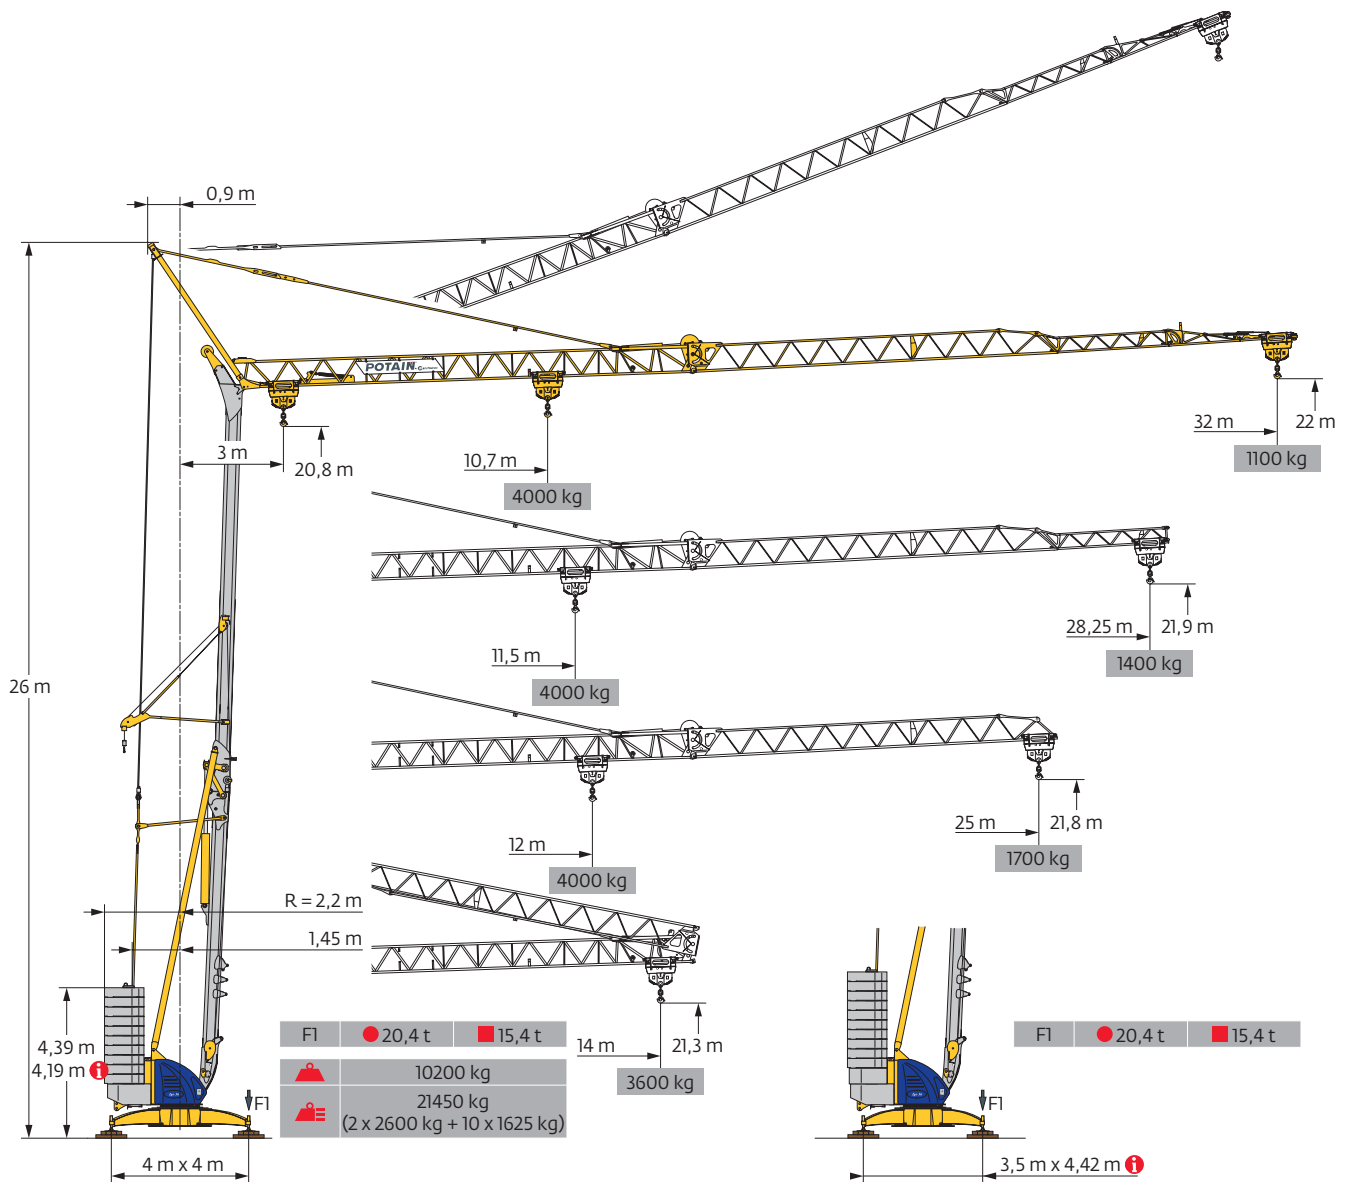 0,9 m
POTAIN
3 m
20,8 m
10,7 m
4000 kg
32 m
22 m
1100 kg
26 m
11,5 m
4000 kg
28,25 m
21,9 m
1400 kg
12 m
4000 kg
25 m
21,8 m
1700 kg
R = 2,2 m
1,45 m
4,39 m
4,19 m i
F1 20,4 t 15,4 t
10200 kg
21450 kg
(2 x 2600 kg + 10 x 1625 kg)
14 m
21,3 m
3600 kg
F1
4 m x 4 m
F1 20,4 t 15,4 t
F1
3,5 m x 4,42 m i